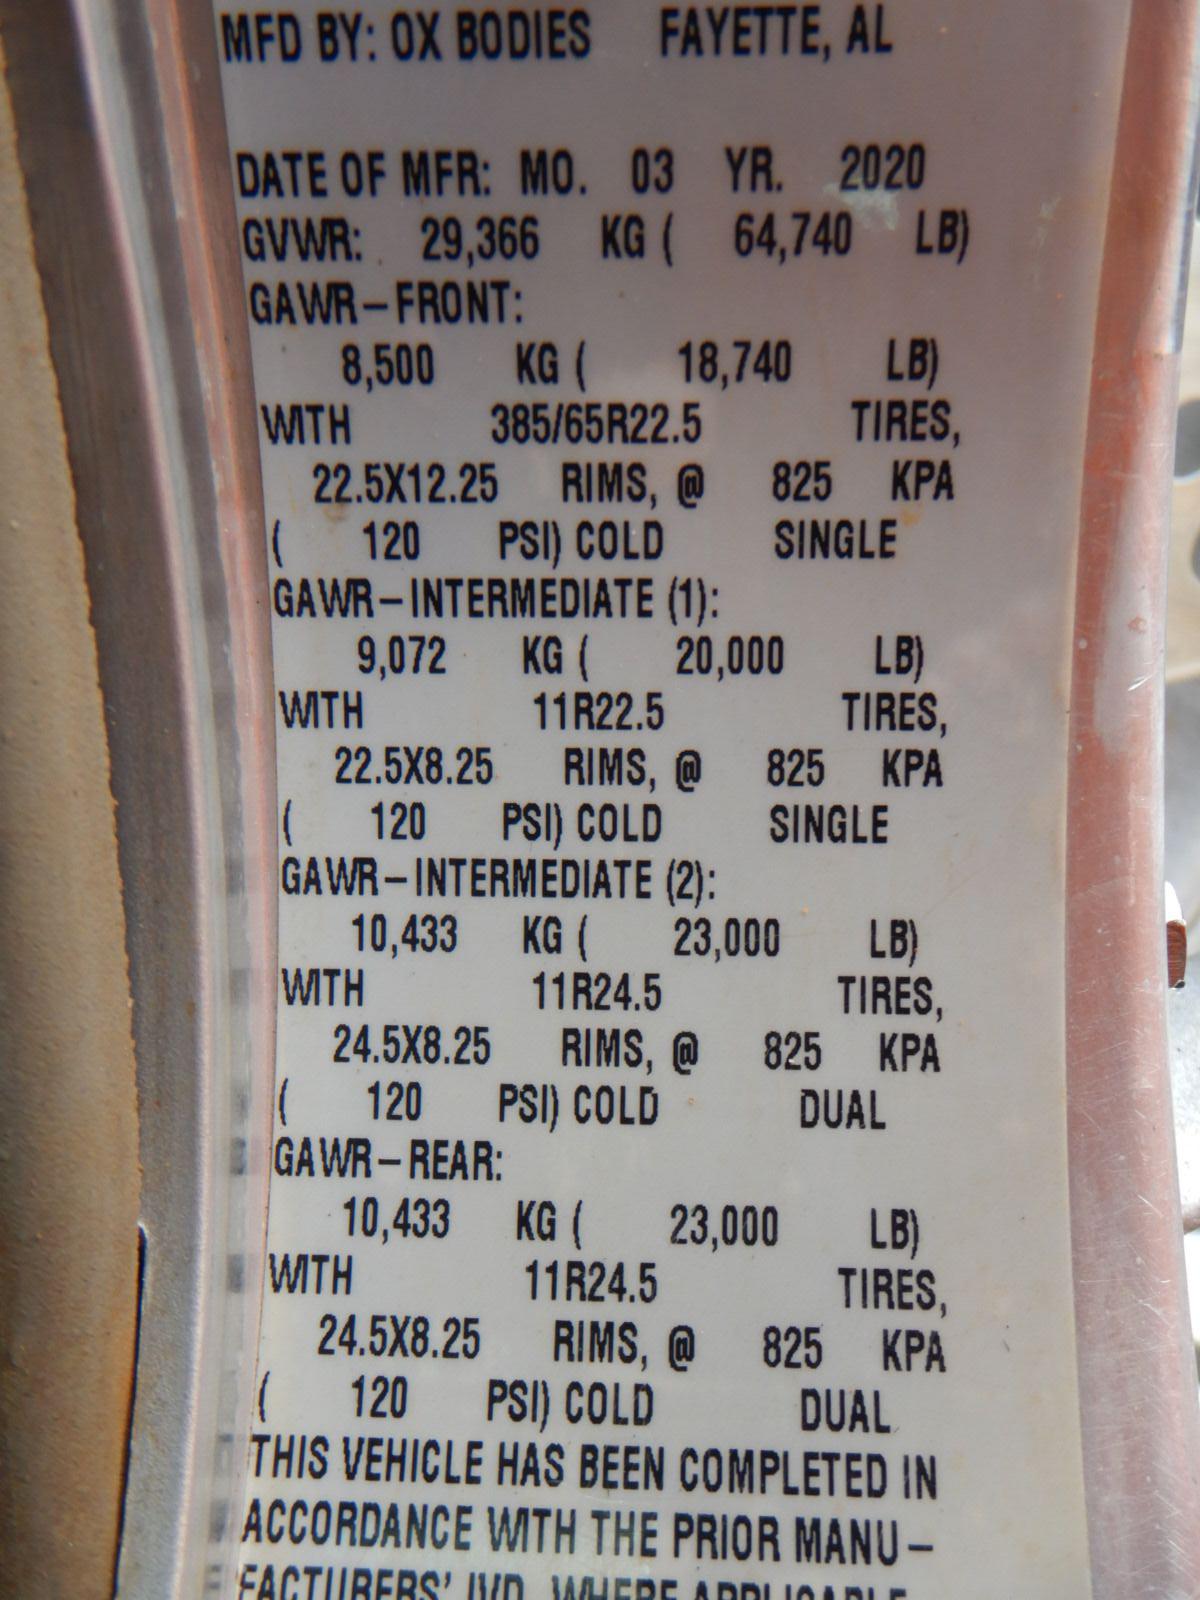 MFD BY: OX BODIES FAYETTE, AL
DATE OF MFR: MO. 03 YR. 2020
GVWR: 29,366 KG ( 64,740 LB)
GAWR-FRONT:
8,500 KG ( 18,740 LB)
WITH 385/65R22.5 TIRES,
22.5X12.25 RIMS, @ 825 KPA
( 120 PSI) COLD SINGLE
GAWR-INTERMEDIATE (1):
9,072 KG ( 20,000 LB)
WITH 11R22.5 TIRES,
22.5X8.25 RIMS, @ 825 KPA
( 120 PSI) COLD SINGLE
GAWR-INTERMEDIATE (2):
10,433 KG ( 23,000 LB)
WITH 11R24.5 TIRES,
24.5X8.25 RIMS, @ 825 KPA
( 120 PSI) COLD DUAL
GAWR-REAR:
10,433 KG ( 23,000 LB)
WITH 11R24.5 TIRES,
24.5X8.25 RIMS, @ 825 KPA
( 120 PSI) COLD DUAL
THIS VEHICLE HAS BEEN COMPLETED IN
ACCORDANCE WITH THE PRIOR MANU-
FACTURERS' IVD, WHERE APPLICABLE